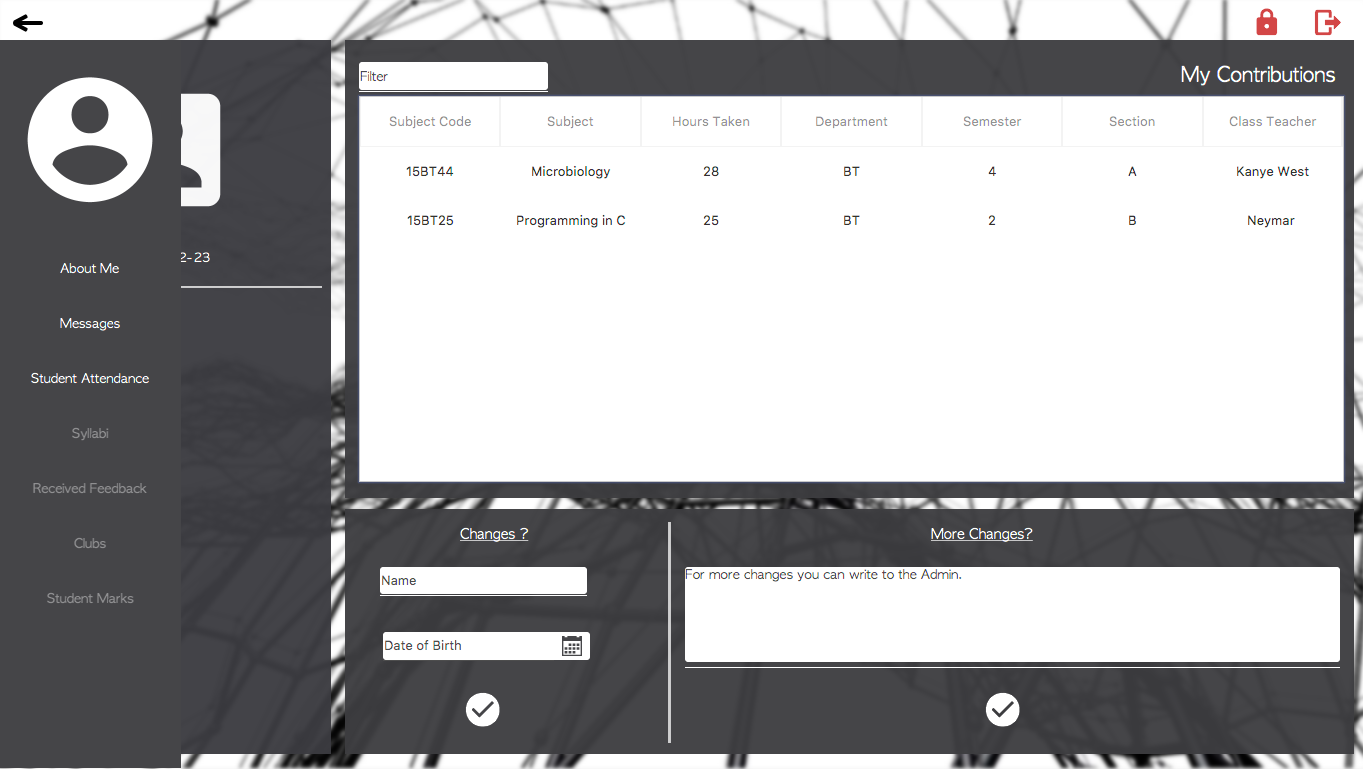 About Me
Messages
Student Attendance
Syllabi
Received Feedback
Clubs
Student Marks
2-23
Filter
My Contributions
Subject Code Subject Hours Taken Department Semester Section Class Teacher
15BT44 Microbiology 28 BT 4 A Kanye West
15BT25 Programming in C 25 BT 2 B Neymar
Changes ?
Name
Date of Birth
More Changes?
For more changes you can write to the Admin.